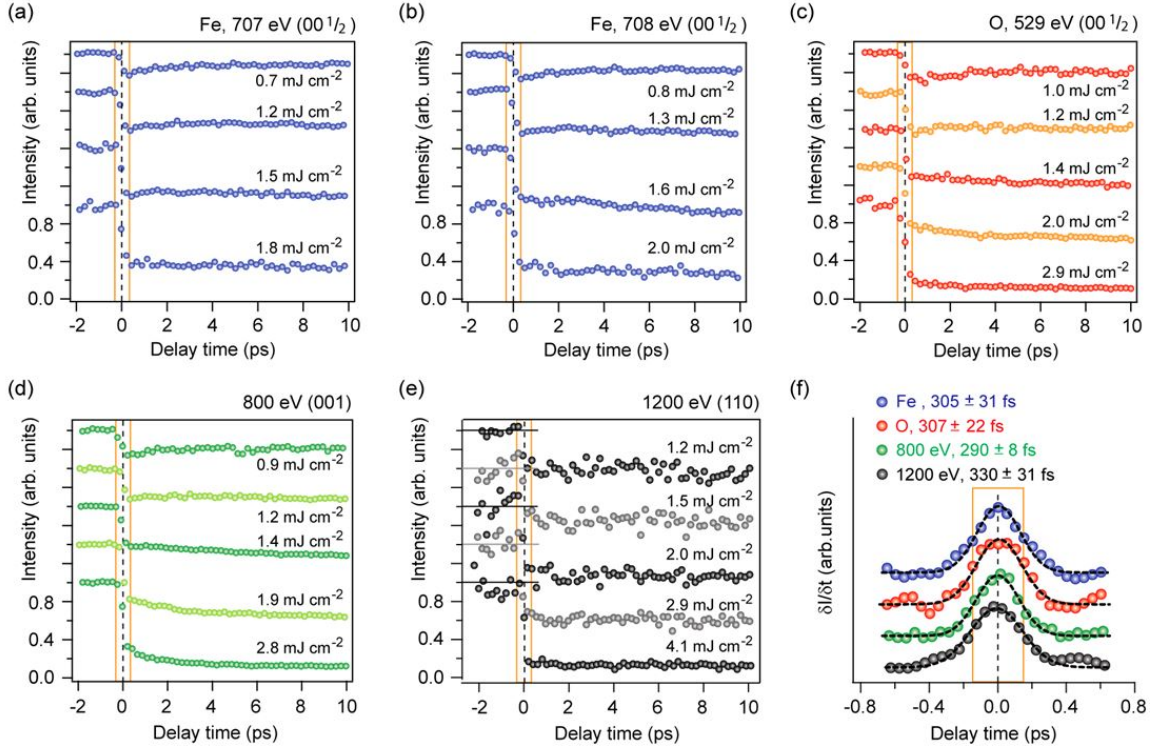 (a)
Fe, 707 eV (00 1/2 )
Intensity (arb. units)
0.7 mJ cm-2
1.2 mJ cm-2
1.5 mJ cm-2
1.8 mJ cm-2
0.8
0.4
0.0
-2 0 2 4 6 8 10
Delay time (ps)
(b)
Fe, 708 eV (00 1/2 )
Intensity (arb. units)
0.8 mJ cm-2
1.3 mJ cm-2
1.6 mJ cm-2
2.0 mJ cm-2
0.8
0.4
0.0
-2 0 2 4 6 8 10
Delay time (ps)
(c)
O, 529 eV (00 1/2 )
Intensity (arb. units)
1.0 mJ cm-2
1.2 mJ cm-2
1.4 mJ cm-2
2.0 mJ cm-2
2.9 mJ cm-2
0.8
0.4
0.0
-2 0 2 4 6 8 10
Delay time (ps)
(d)
800 eV (001)
Intensity (arb. units)
0.9 mJ cm-2
1.2 mJ cm-2
1.4 mJ cm-2
1.9 mJ cm-2
2.8 mJ cm-2
0.8
0.4
0.0
-2 0 2 4 6 8 10
Delay time (ps)
(e)
1200 eV (110)
Intensity (arb. units)
1.2 mJ cm-2
1.5 mJ cm-2
2.0 mJ cm-2
2.9 mJ cm-2
4.1 mJ cm-2
0.8
0.4
0.0
-2 0 2 4 6 8 10
Delay time (ps)
(f)
Fe, 305 ± 31 fs
O, 307 ± 22 fs
800 eV, 290 ± 8 fs
1200 eV, 330 ± 31 fs
δI/δt (arb.units)
-0.8 -0.4 0.0 0.4 0.8
Delay time (ps)